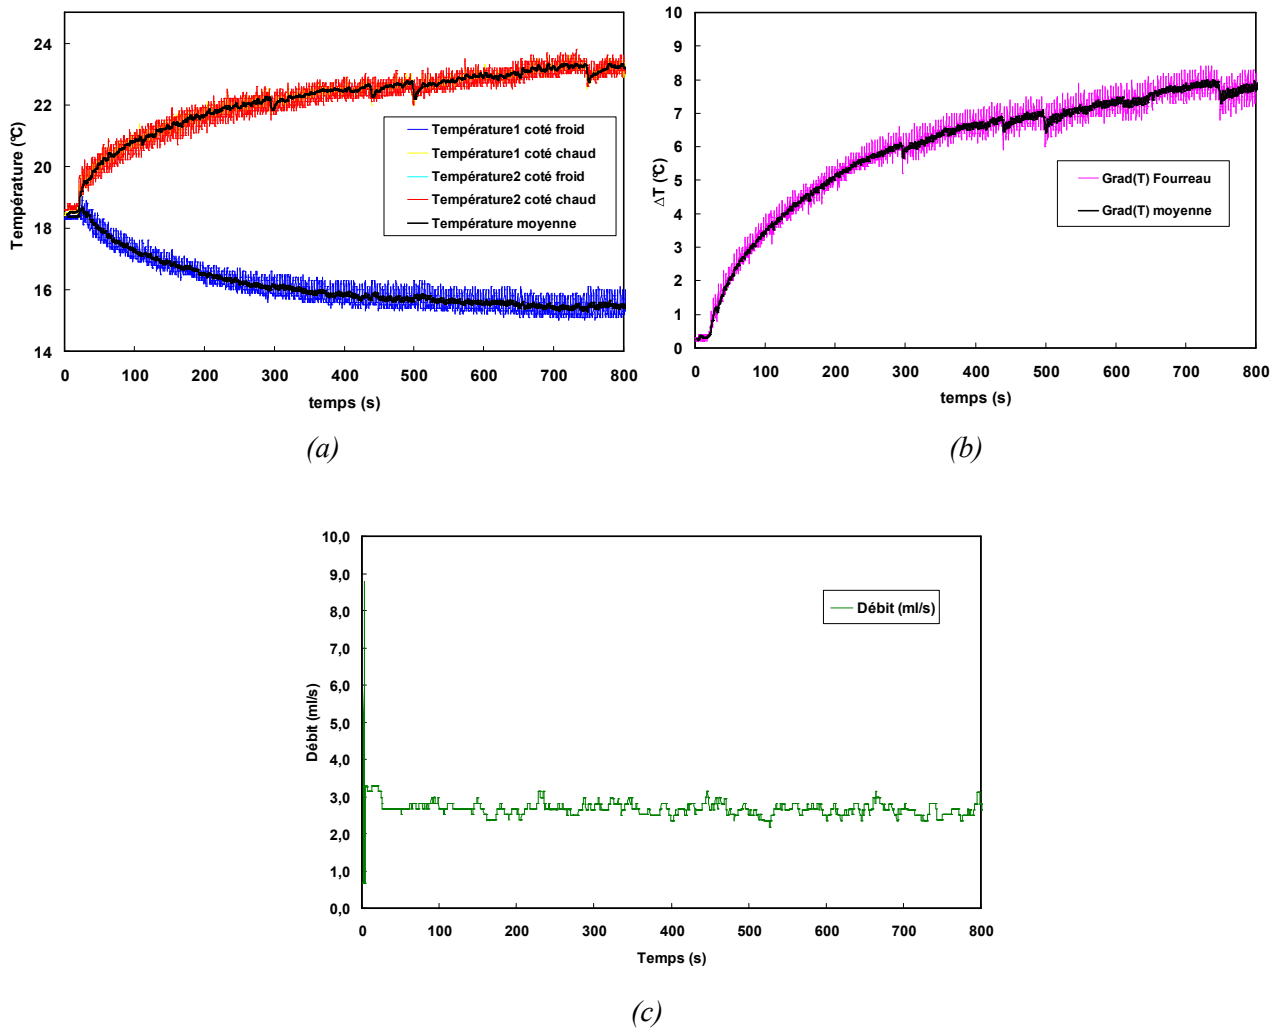 24
22
20
18
16
14
Température (°C)
Température1 coté froid
Température1 coté chaud
Température2 coté froid
Température2 coté chaud
Température moyenne
0 100 200 300 400 500 600 700 800
temps (s)
(a)
10
9
8
7
6
5
4
3
2
1
0
ΔT (°C)
Grad(T) Fourreau
Grad(T) moyenne
0 100 200 300 400 500 600 700 800
temps (s)
(b)
10,0
9,0
8,0
7,0
6,0
5,0
4,0
3,0
2,0
1,0
0,0
Débit (ml/s)
Débit (ml/s)
0 100 200 300 400 500 600 700 800
Temps (s)
(c)